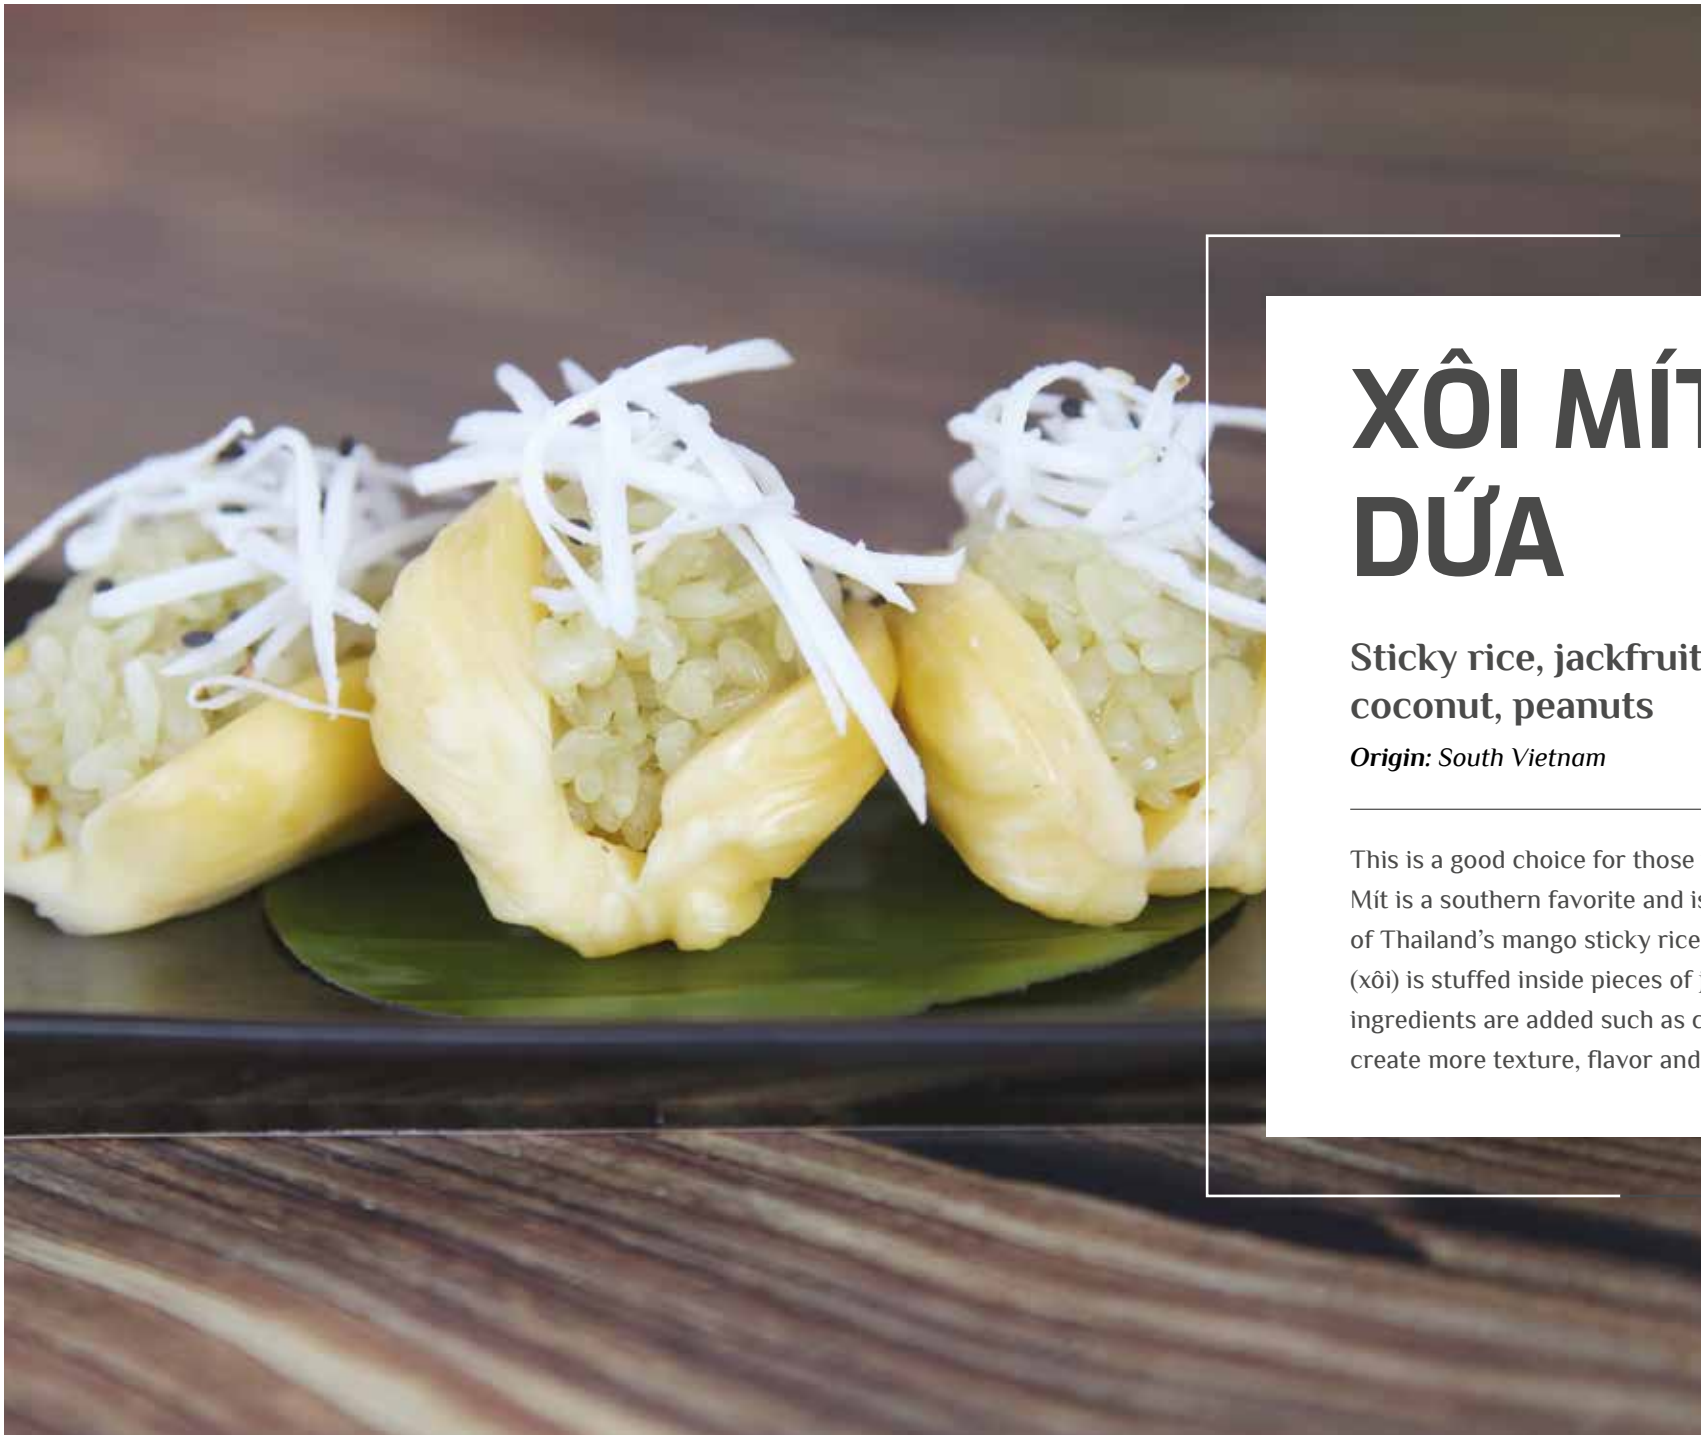 XÔI MÍT
DỨA
Sticky rice, jackfruit
coconut, peanuts
Origin: South Vietnam
This is a good choice for those
Mít is a southern favorite and is
of Thailand’s mango sticky rice
(xôi) is stuffed inside pieces of
ingredients are added such as
create more texture, flavor and